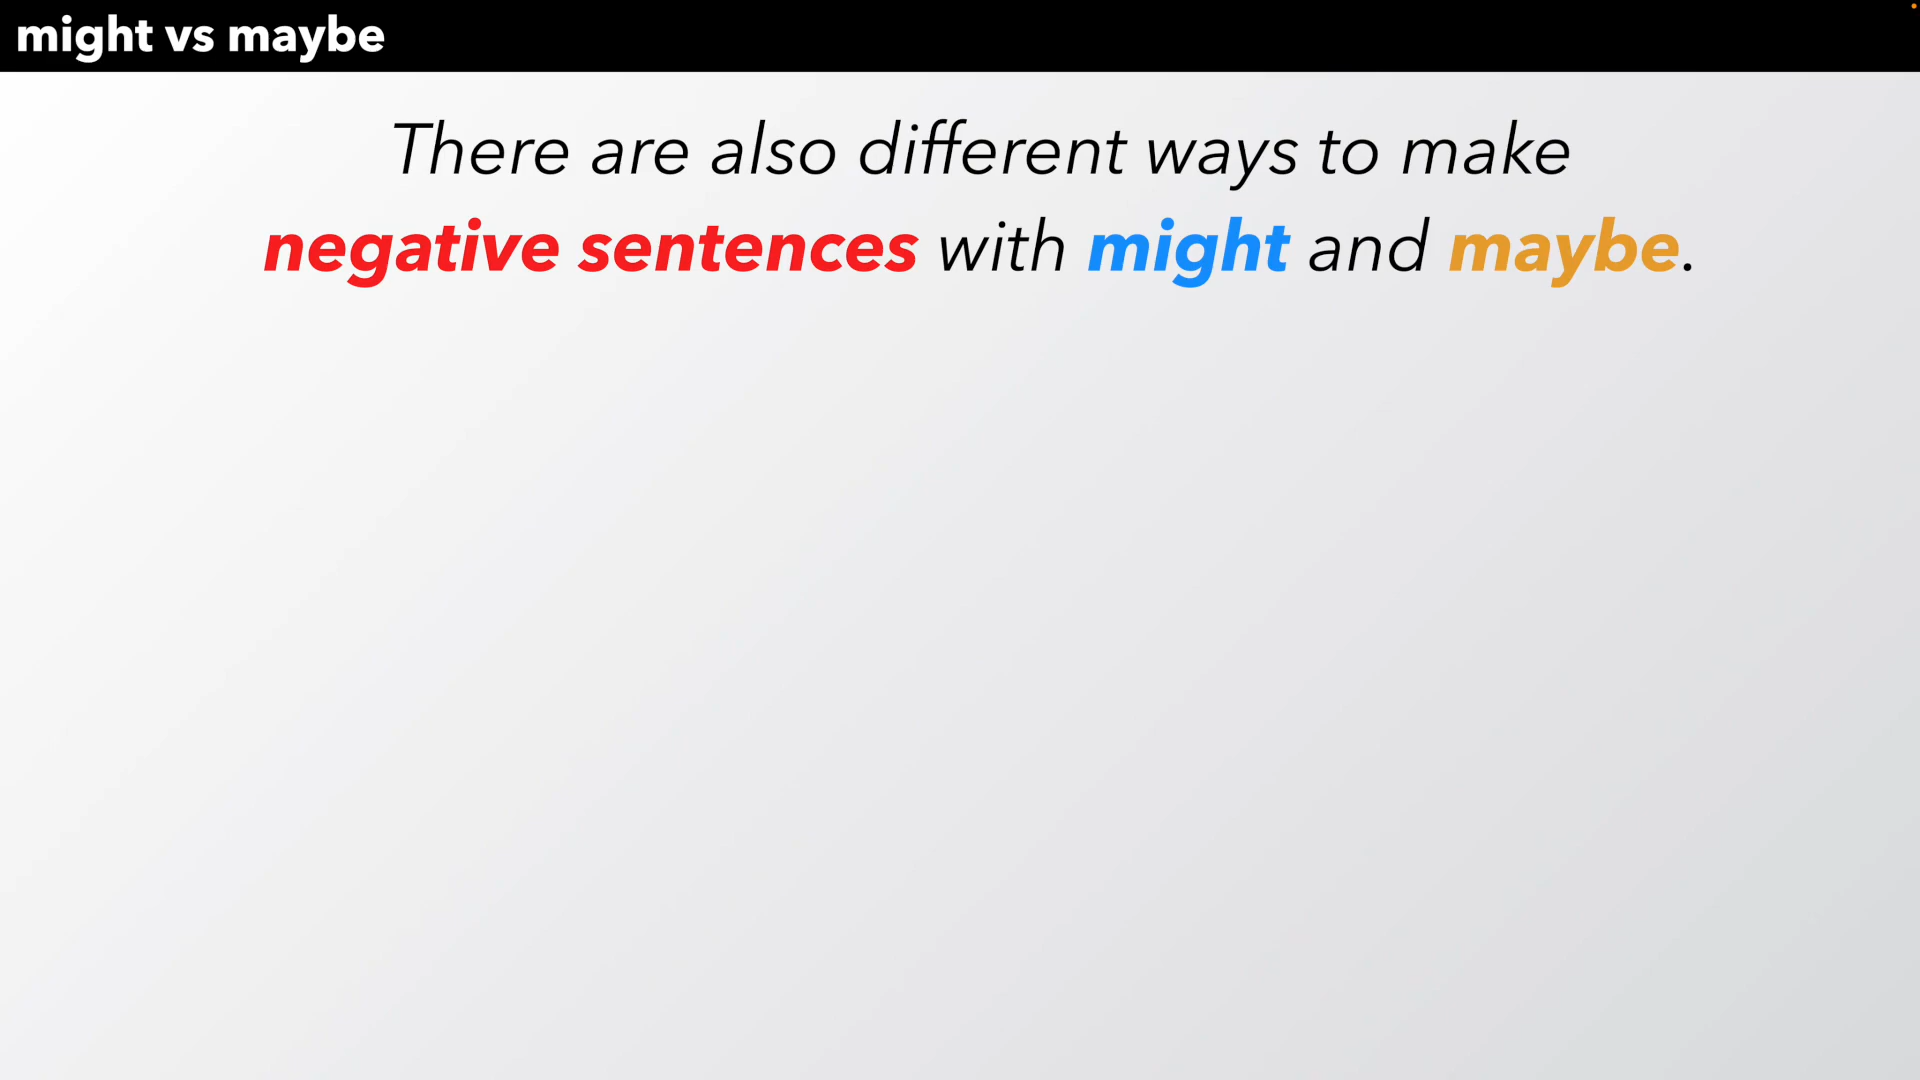 might vs maybe
There are also different ways to make
negative sentences with might and maybe.